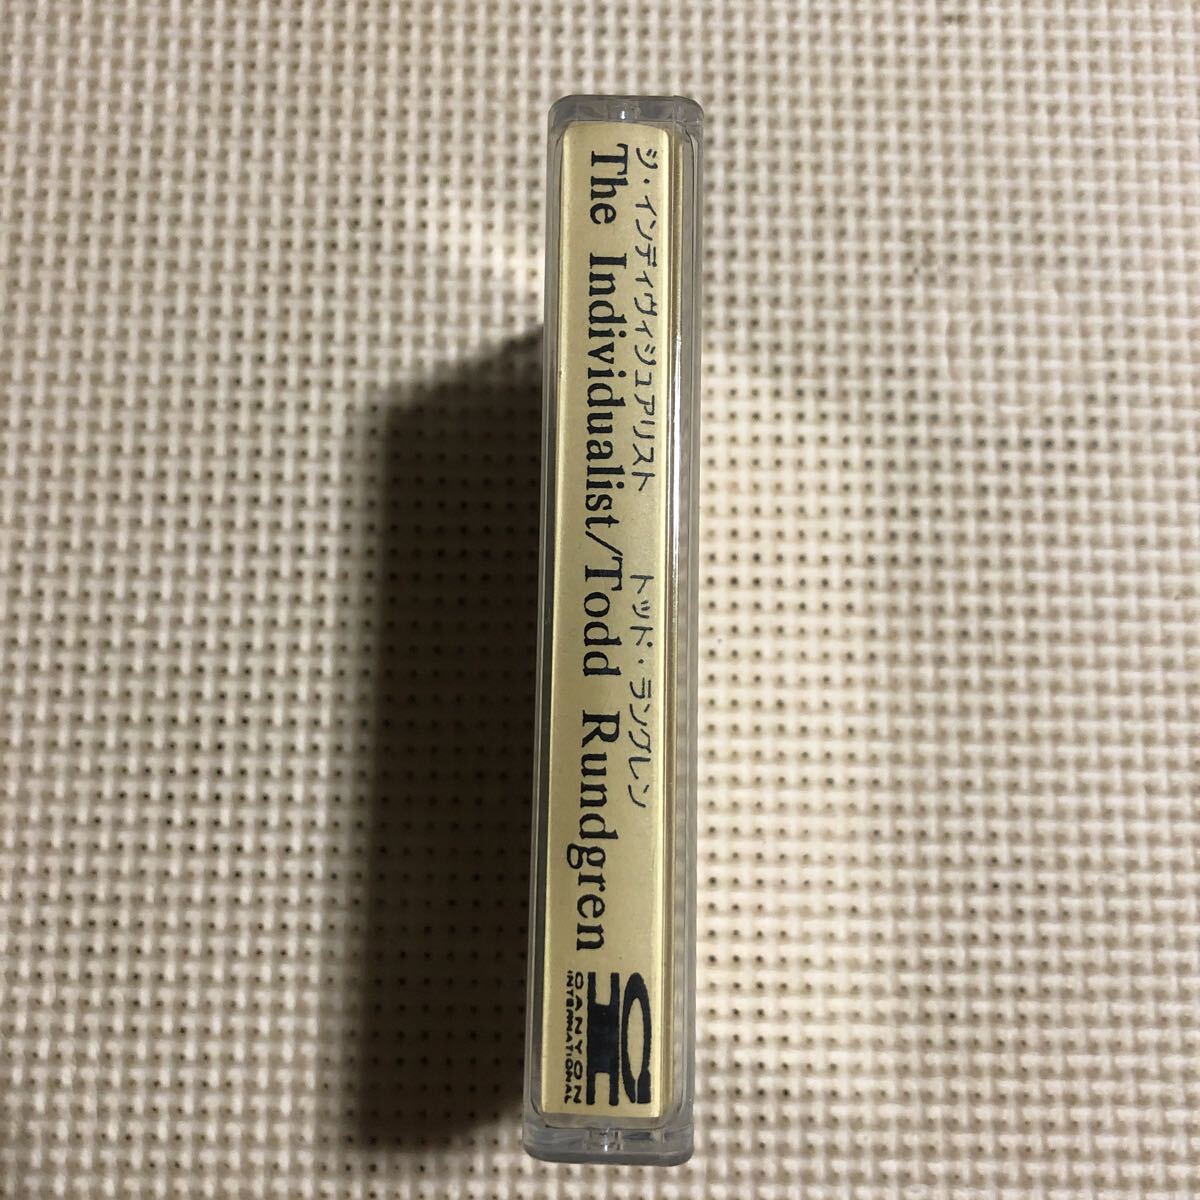 ジ・インディヴィジュアリスト トッド・ラングレン
The Individualist/Todd Rundgren
CI
CANYON
INTERNATIONAL